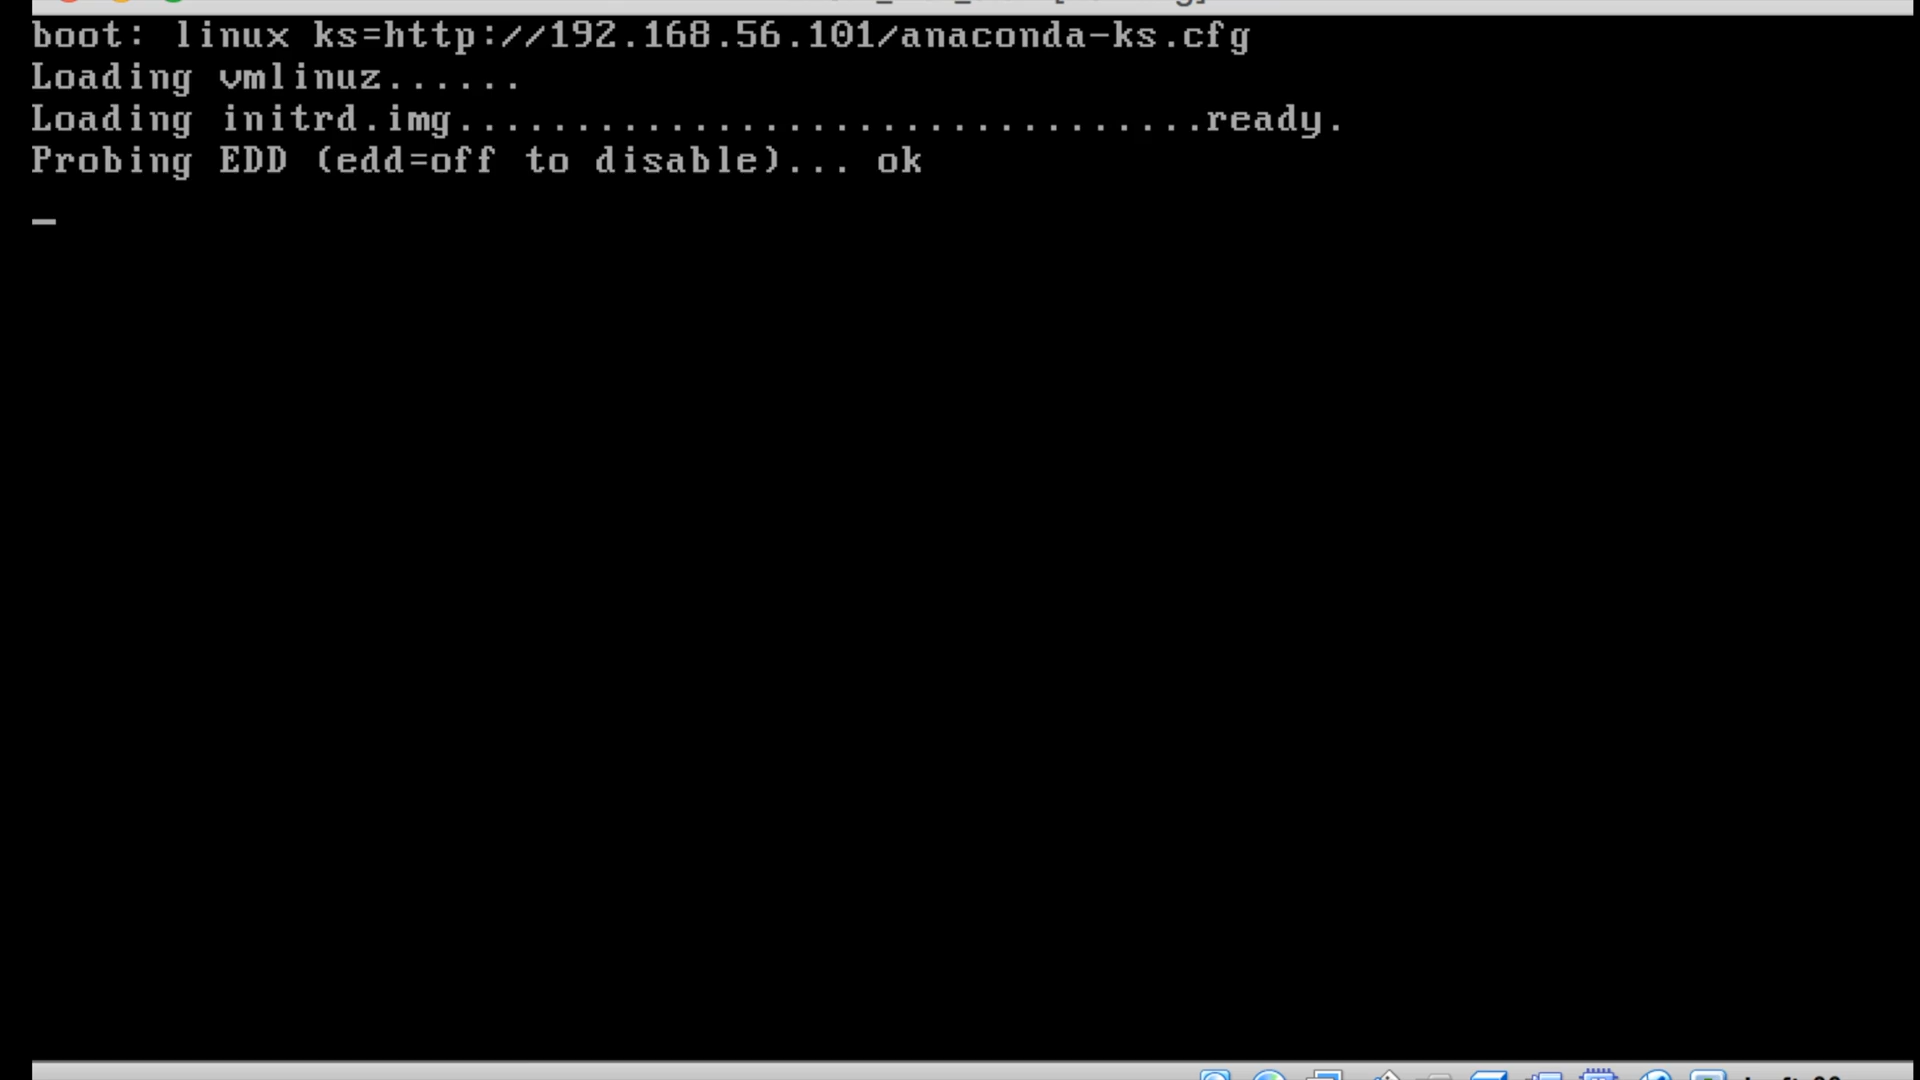 boot: linux ks=http://192.168.56.101/anaconda-ks.cfg
Loading vmlinuz......
Loading initrd.img................................ready.
Probing EDD (edd=off to disable)... ok